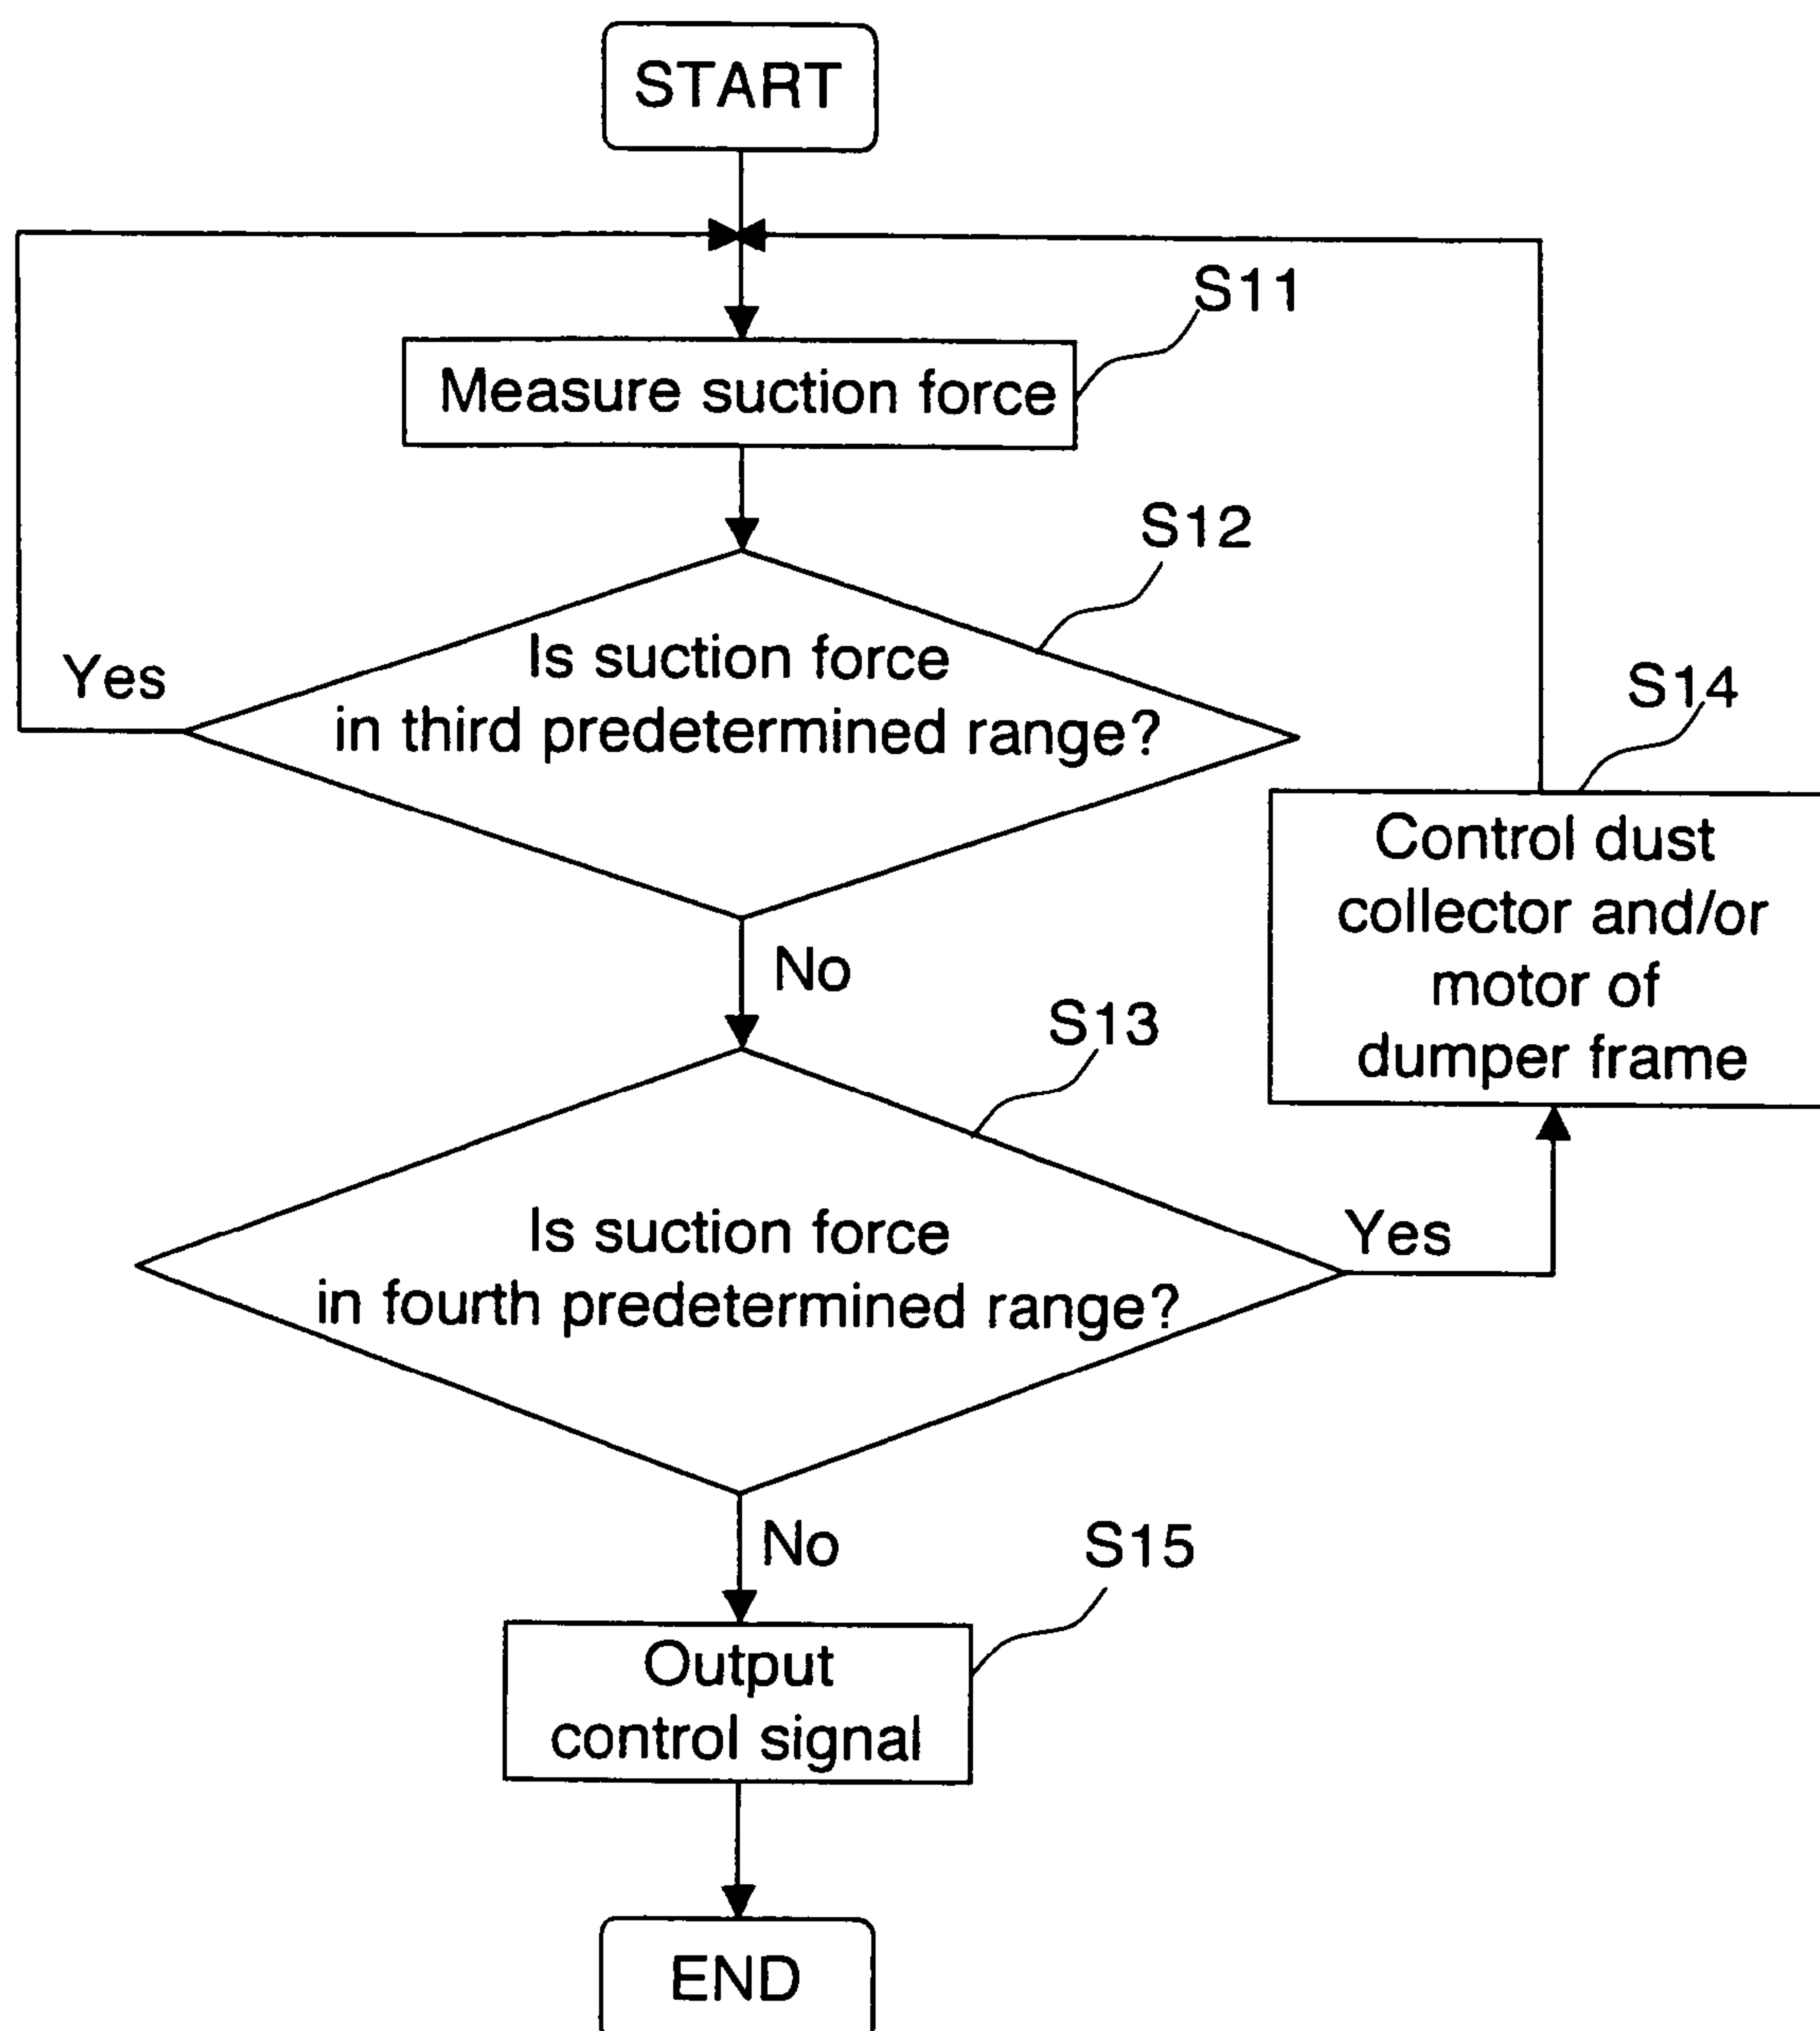 START
S11
Measure suction force
S12
Is suction force
in third predetermined range?
Yes
No
S14
Control dust
collector and/or
motor of
dumper frame
S13
Is suction force
in fourth predetermined range?
Yes
No
S15
Output
control signal
END